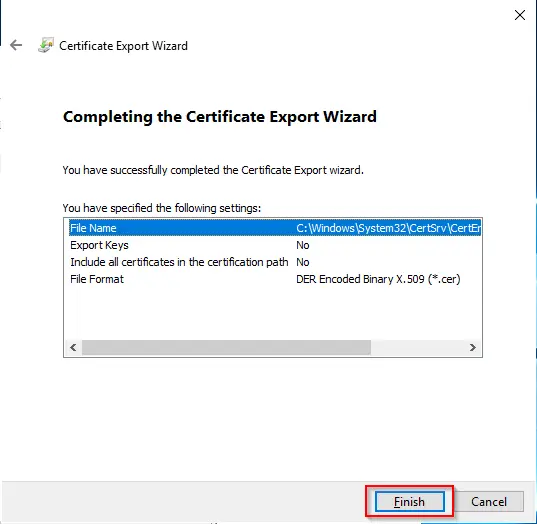 Certificate Export Wizard
Completing the Certificate Export Wizard
You have successfully completed the Certificate Export wizard.
You have specified the following settings:
File Name C:\Windows\System32\CertSrv\CertEr
Export Keys No
Include all certificates in the certification path No
File Format DER Encoded Binary X.509 (*.cer)
Finish Cancel